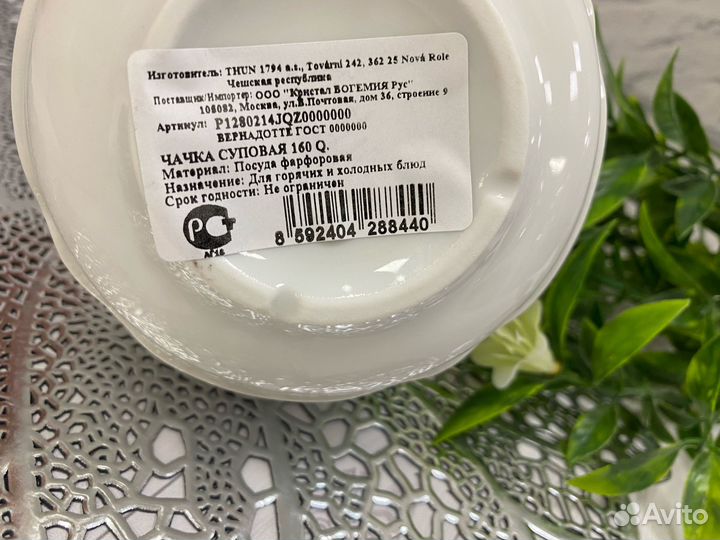 Изготовитель: THUN 1794 a.s., Tovární 242, 362 25 Nová Role
Чешская республика
Поставщик/Импортер: ООО "Кристал БОГЕМИЯ Рус"
108082, Москва, ул.Б.Почтовая, дом 36, строение 9
Артикул: P1280214JQZ0000000
ВЕРНАДОТТЕ ГОСТ 0000000
ЧАЧКА СУПОВАЯ 160 Q.
Материал: Посуда фарфоровая
Назначение: Для горячих и холодных блюд
Срок годности: Не ограничен
РСТ
8 592404 288440
Avito